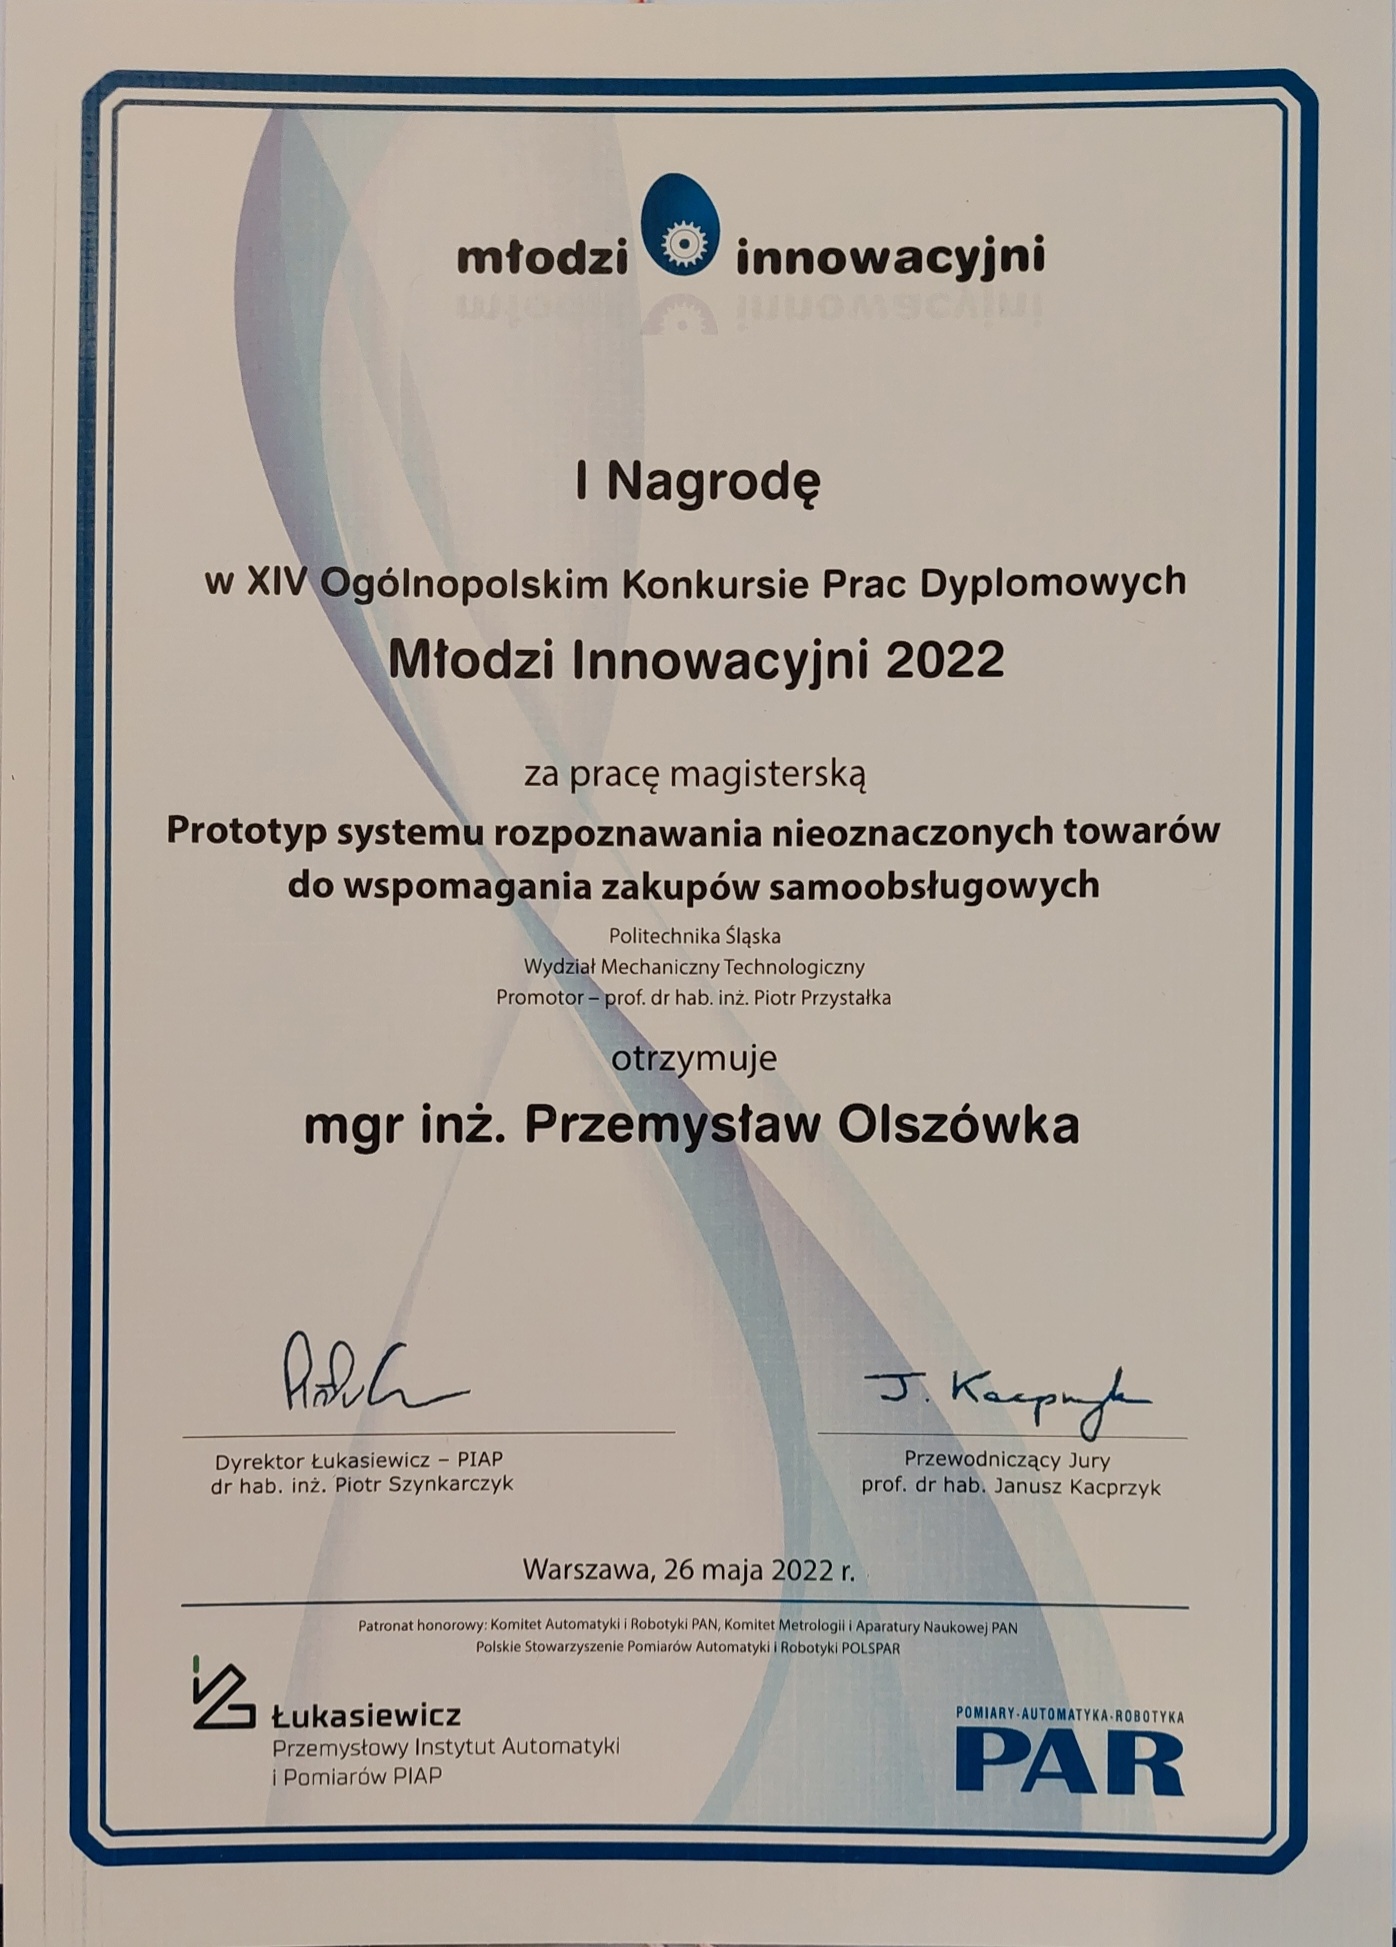 młodzi innowacyjni
I Nagrodę
w XIV Ogólnopolskim Konkursie Prac Dyplomowych
Młodzi Innowacyjni 2022
za pracę magisterską
Prototyp systemu rozpoznawania nieoznaczonych towarów
do wspomagania zakupów samoobsługowych
Politechnika Śląska
Wydział Mechaniczny Technologiczny
Promotor – prof. dr hab. inż. Piotr Przystałka
otrzymuje
mgr inż. Przemysław Olszówka
J. Kacprzyk
Dyrektor Łukasiewicz – PIAP
dr hab. inż. Piotr Szynkarczyk
Przewodniczący Jury
prof. dr hab. Janusz Kacprzyk
Warszawa, 26 maja 2022 r.
Patronat honorowy: Komitet Automatyki i Robotyki PAN, Komitet Metrologii i Aparatury Naukowej PAN
Polskie Stowarzyszenie Pomiarów Automatyki i Robotyki POLSPAR
Łukasiewicz
Przemysłowy Instytut Automatyki
i Pomiarów PIAP
POMIARY·AUTOMATYKA·ROBOTYKA
PAR